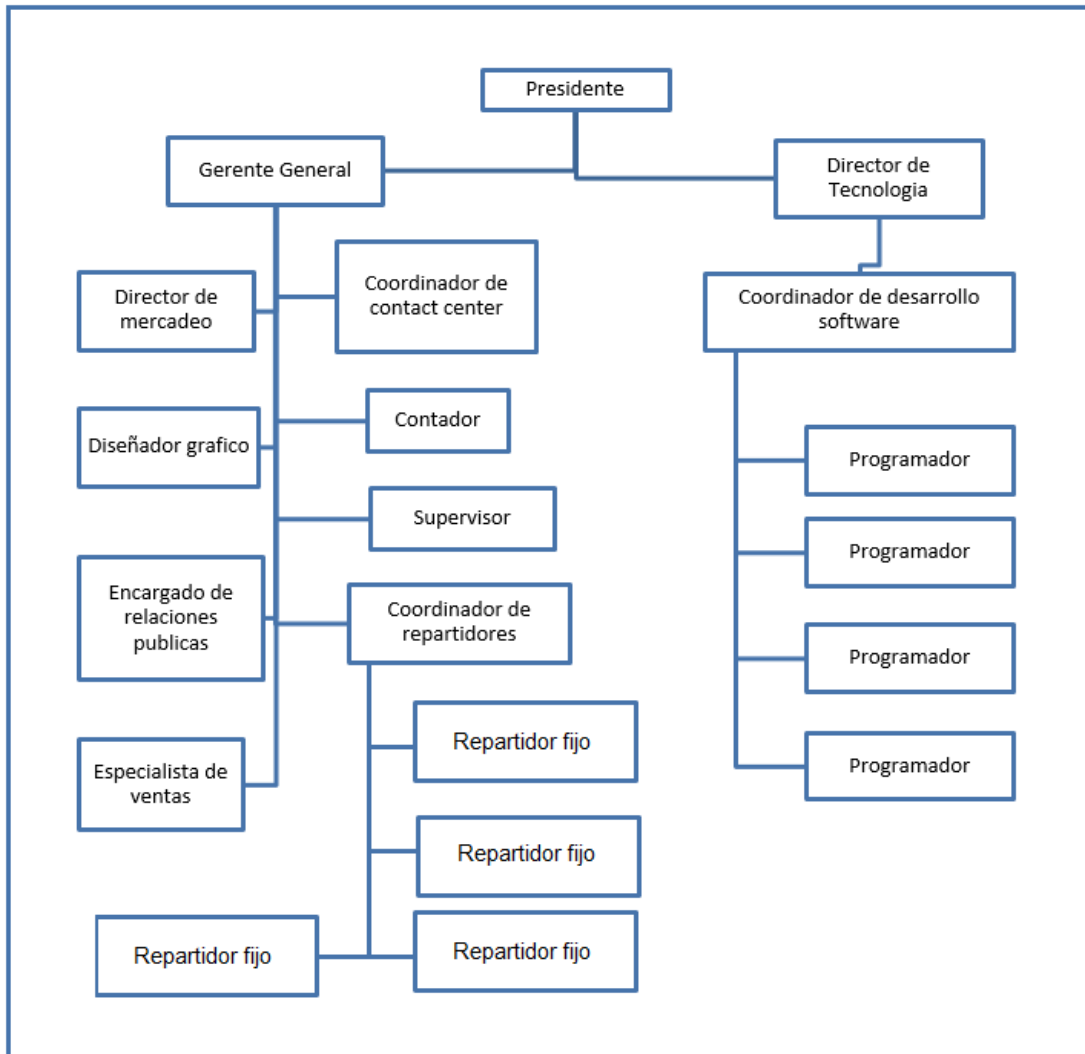 Presidente
Gerente General
Director de
Tecnologia
Director de
mercadeo
Coordinador de
contact center
Coordinador de desarrollo
software
Diseñador grafico
Contador
Programador
Supervisor
Programador
Encargado de
relaciones
publicas
Coordinador de
repartidores
Programador
Repartidor fijo
Programador
Especialista de
ventas
Repartidor fijo
Repartidor fijo
Repartidor fijo